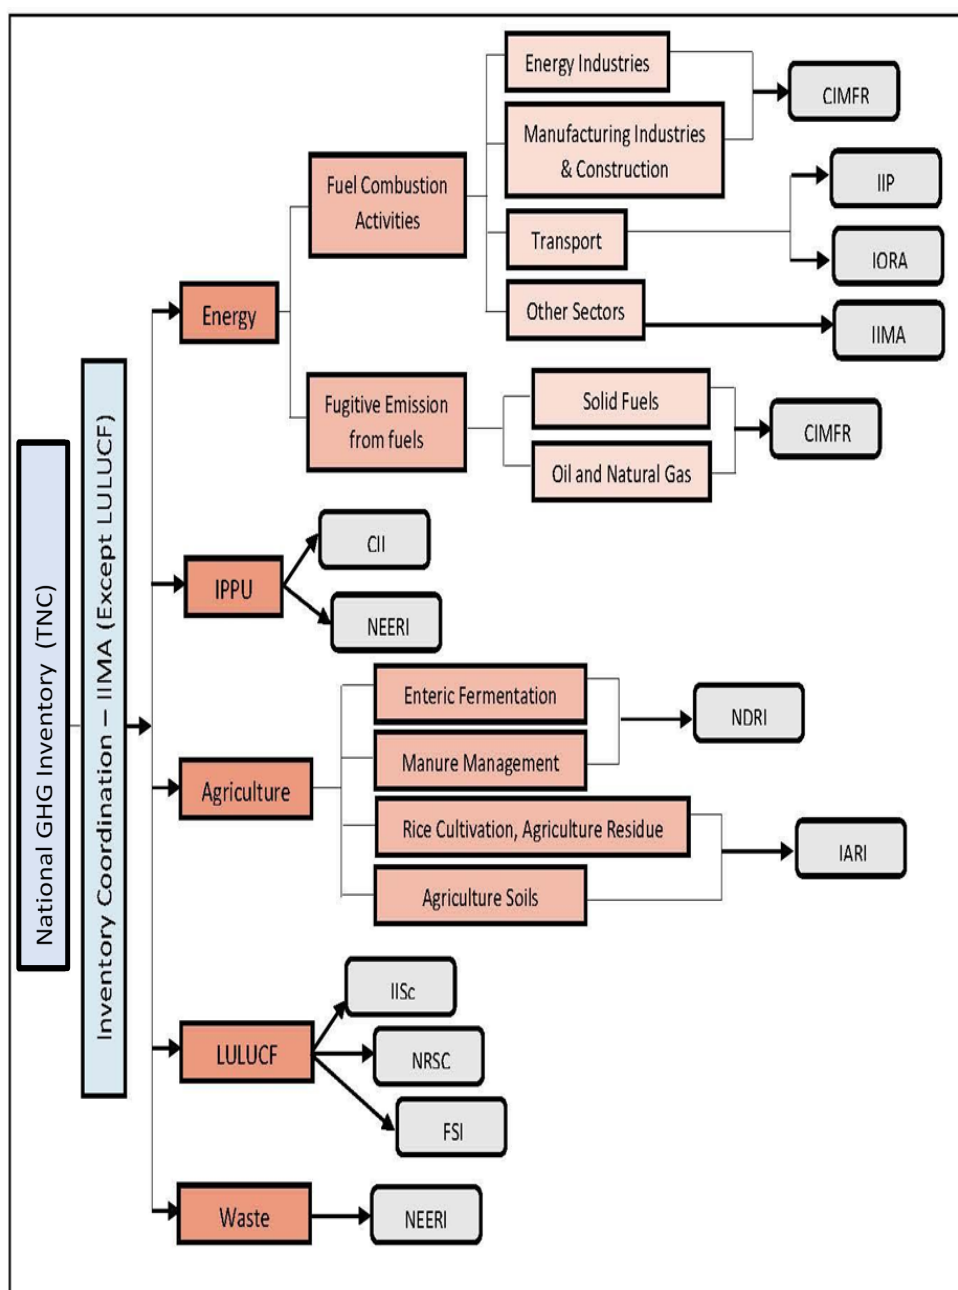 National GHG Inventory (TNC)
Inventory Coordination – IIMA (Except LULUCF)
Energy
Fuel Combustion
Activities
Energy Industries
Manufacturing Industries
& Construction
CIMFR
Transport
IIP
IORA
Other Sectors
IIMA
Fugitive Emission
from fuels
Solid Fuels
Oil and Natural Gas
CIMFR
IPPU
CII
NEERI
Agriculture
Enteric Fermentation
Manure Management
NDRI
Rice Cultivation, Agriculture Residue
Agriculture Soils
IARI
LULUCF
IISc
NRSC
FSI
Waste
NEERI